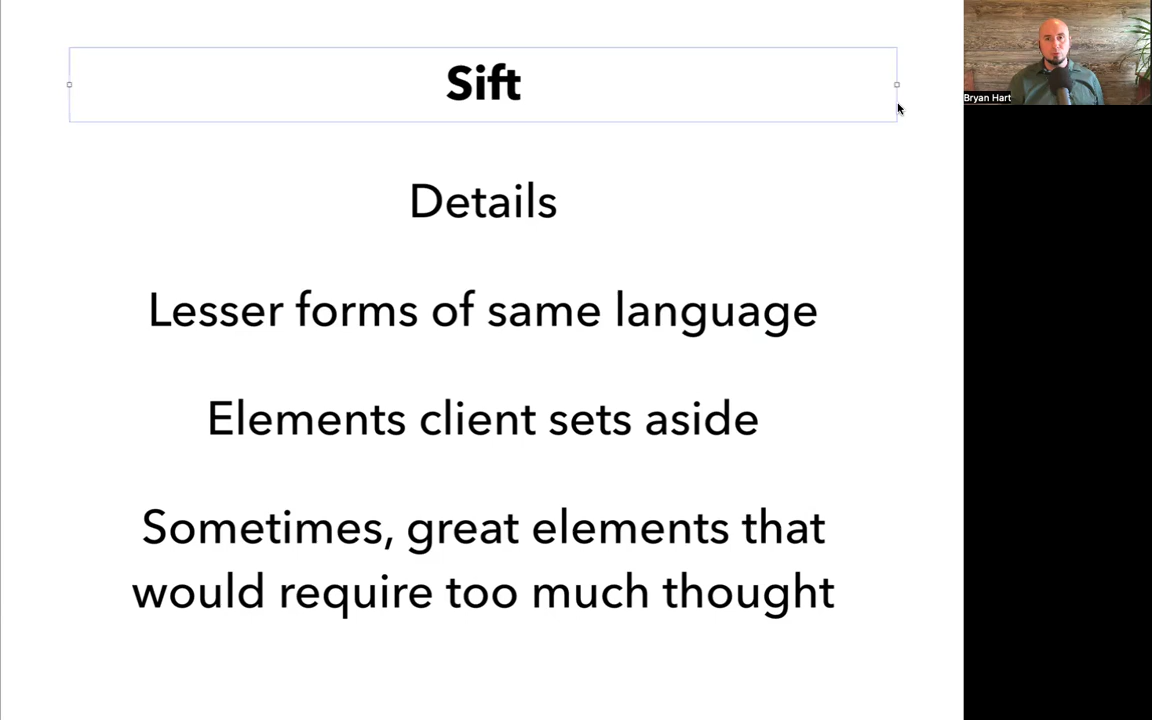 Sift
Details
Lesser forms of same language
Elements client sets aside
Sometimes, great elements that
would require too much thought
Bryan Hart